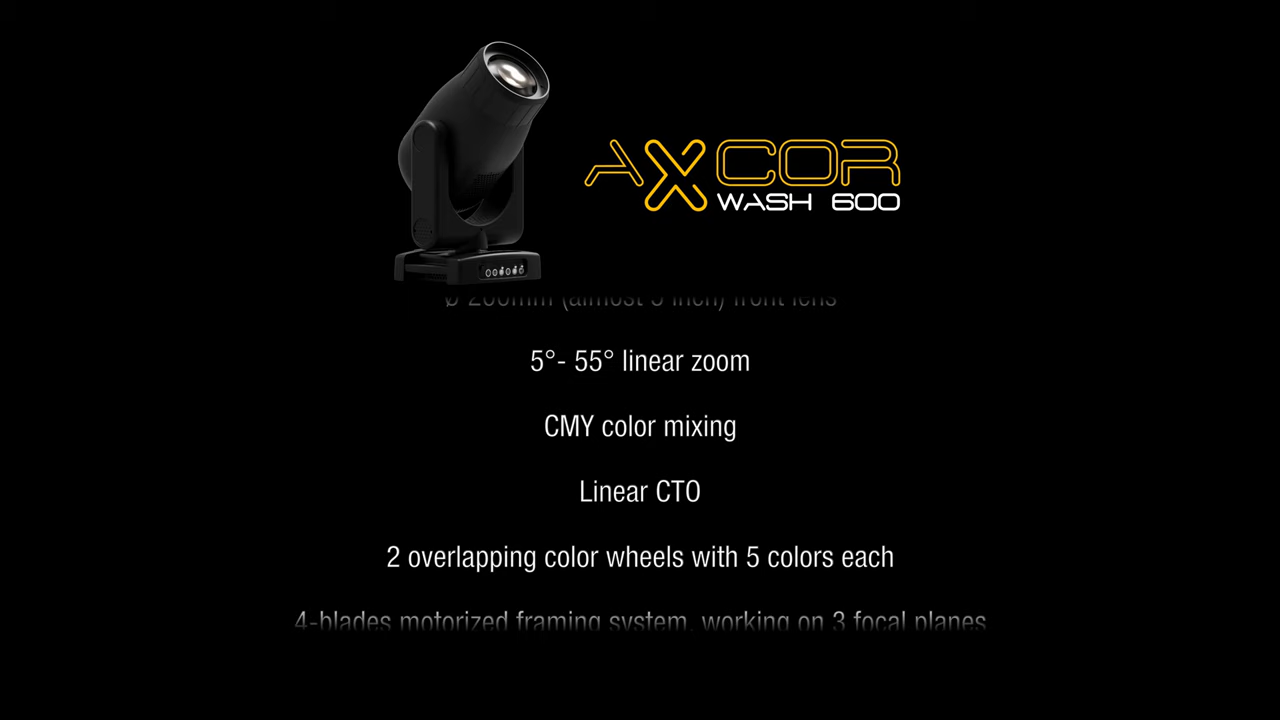 AXCOR
WASH 600
5°- 55° linear zoom
CMY color mixing
Linear CTO
2 overlapping color wheels with 5 colors each
4-blades motorized framing system, working on 3 focal planes